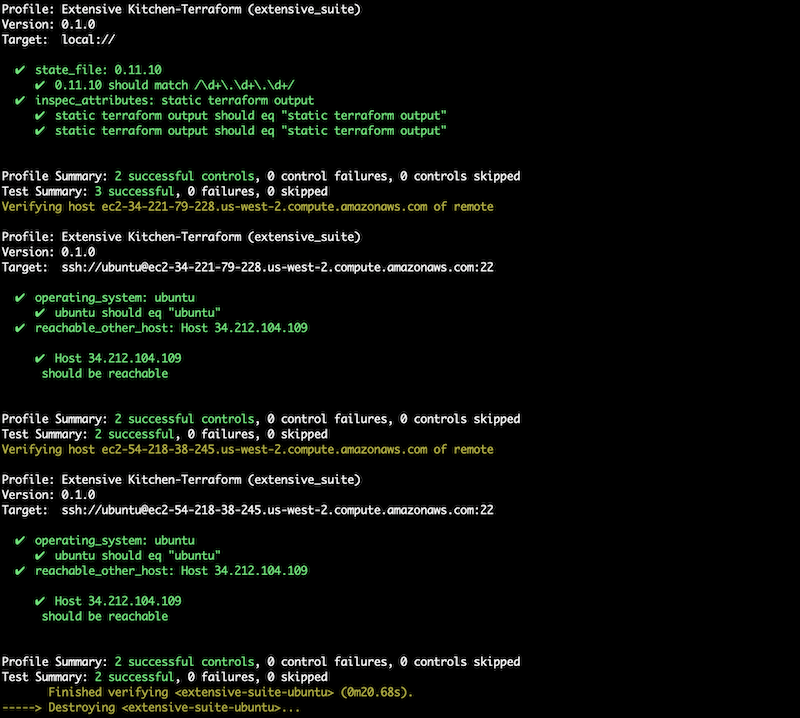 Profile: Extensive Kitchen-Terraform (extensive_suite)
Version: 0.1.0
Target:  local://
✔  state_file: 0.11.10
✔  0.11.10 should match /\d+\.\d+\.\d+/
✔  inspec_attributes: static terraform output
✔  static terraform output should eq "static terraform output"
✔  static terraform output should eq "static terraform output"
Profile Summary: 2 successful controls, 0 control failures, 0 controls skipped
Test Summary: 3 successful, 0 failures, 0 skipped
Verifying host ec2-34-221-79-228.us-west-2.compute.amazonaws.com of remote
Profile: Extensive Kitchen-Terraform (extensive_suite)
Version: 0.1.0
Target:  ssh://ubuntu@ec2-34-221-79-228.us-west-2.compute.amazonaws.com:22
✔  operating_system: ubuntu
✔  ubuntu should eq "ubuntu"
✔  reachable_other_host: Host 34.212.104.109
✔  Host 34.212.104.109
should be reachable
Profile Summary: 2 successful controls, 0 control failures, 0 controls skipped
Test Summary: 2 successful, 0 failures, 0 skipped
Verifying host ec2-54-218-38-245.us-west-2.compute.amazonaws.com of remote
Profile: Extensive Kitchen-Terraform (extensive_suite)
Version: 0.1.0
Target:  ssh://ubuntu@ec2-54-218-38-245.us-west-2.compute.amazonaws.com:22
✔  operating_system: ubuntu
✔  ubuntu should eq "ubuntu"
✔  reachable_other_host: Host 34.212.104.109
✔  Host 34.212.104.109
should be reachable
Profile Summary: 2 successful controls, 0 control failures, 0 controls skipped
Test Summary: 2 successful, 0 failures, 0 skipped
Finished verifying <extensive-suite-ubuntu> (0m20.68s).
-----> Destroying <extensive-suite-ubuntu>...